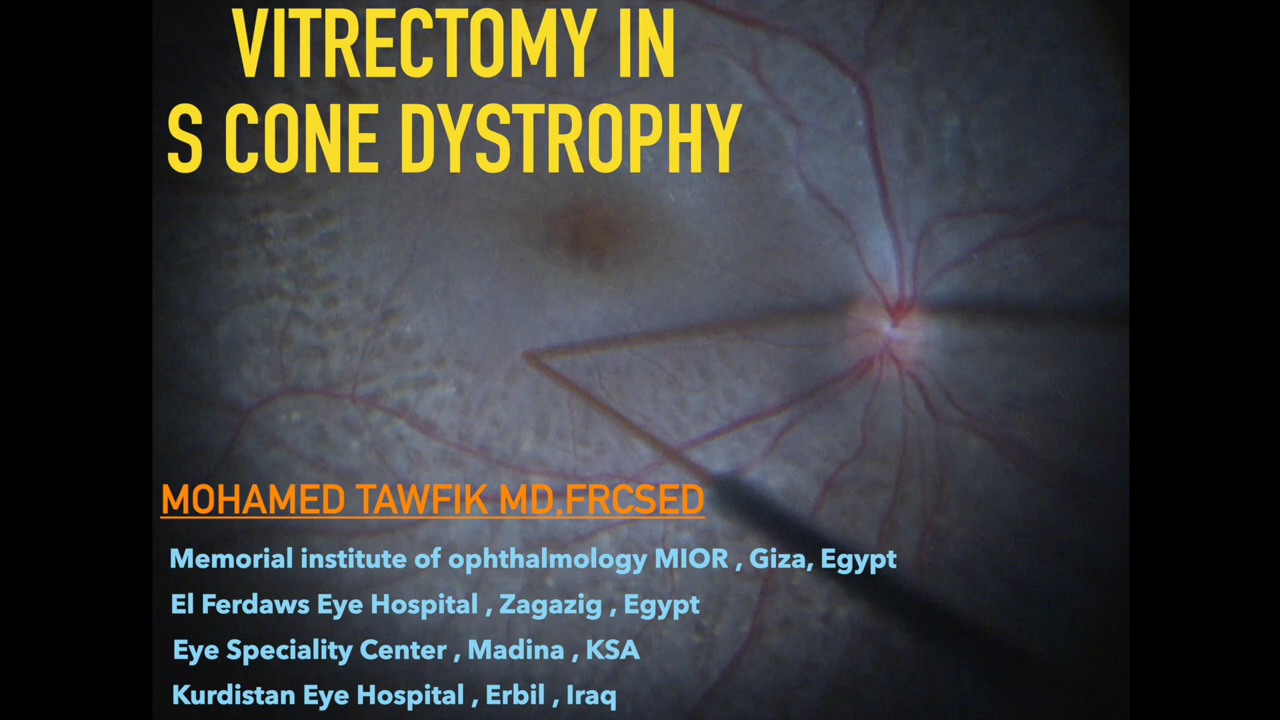 VITRECTOMY IN
S CONE DYSTROPHY
MOHAMED TAWFIK MD,FRCSED
Memorial institute of ophthalmology MIOR , Giza, Egypt
El Ferdaws Eye Hospital , Zagazig , Egypt
Eye Speciality Center , Madina , KSA
Kurdistan Eye Hospital , Erbil , Iraq